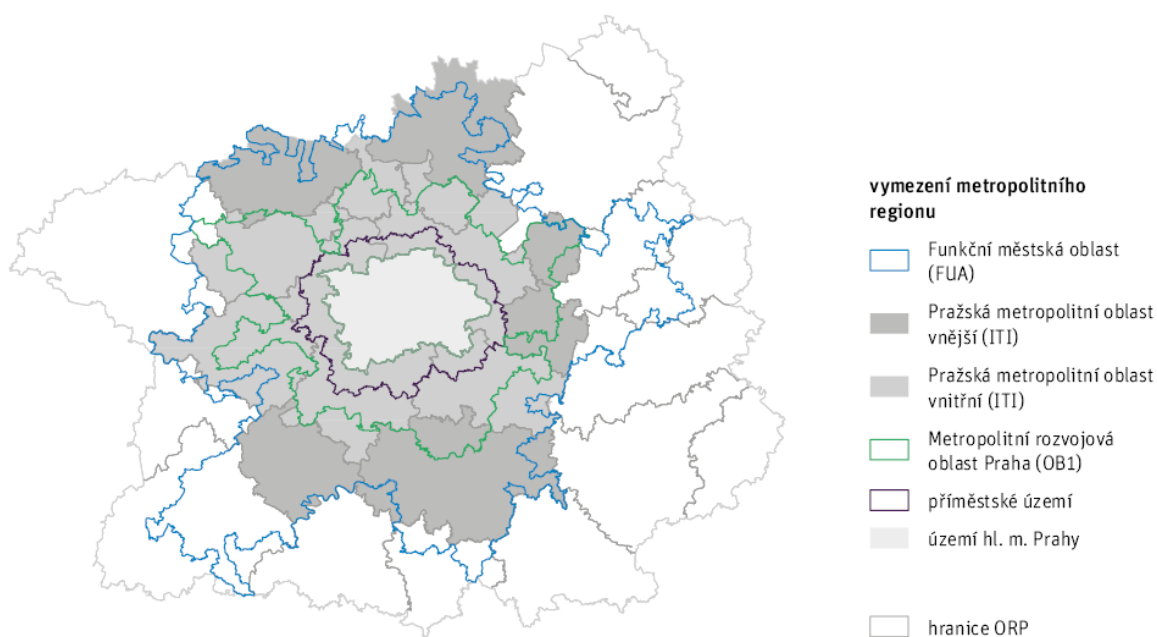 vymezení metropolitního
regionu
Funkční městská oblast
(FUA)
Pražská metropolitní oblast
vnější (ITI)
Pražská metropolitní oblast
vnitřní (ITI)
Metropolitní rozvojová
oblast Praha (OB1)
příměstské území
území hl. m. Prahy
hranice ORP